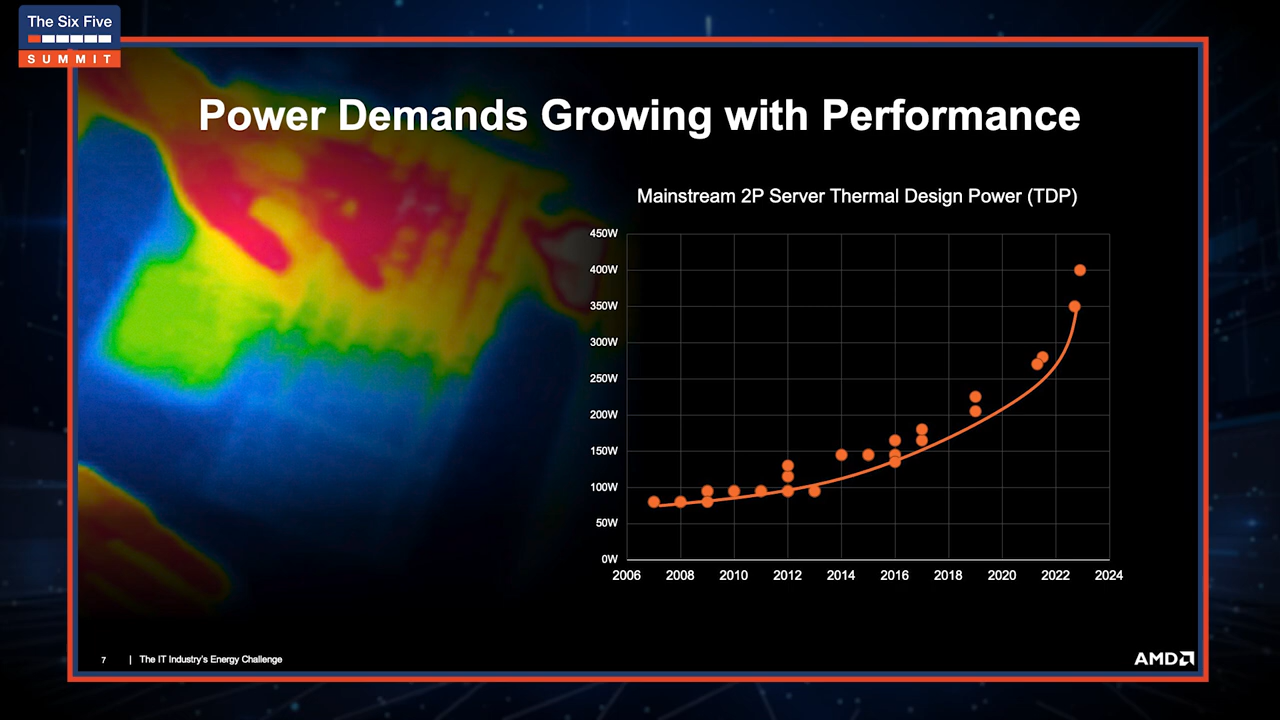 The Six Five
SUMMIT
Power Demands Growing with Performance
Mainstream 2P Server Thermal Design Power (TDP)
450W
400W
350W
300W
250W
200W
150W
100W
50W
0W
2006 2008 2010 2012 2014 2016 2018 2020 2022 2024
7 | The IT Industry's Energy Challenge
AMD